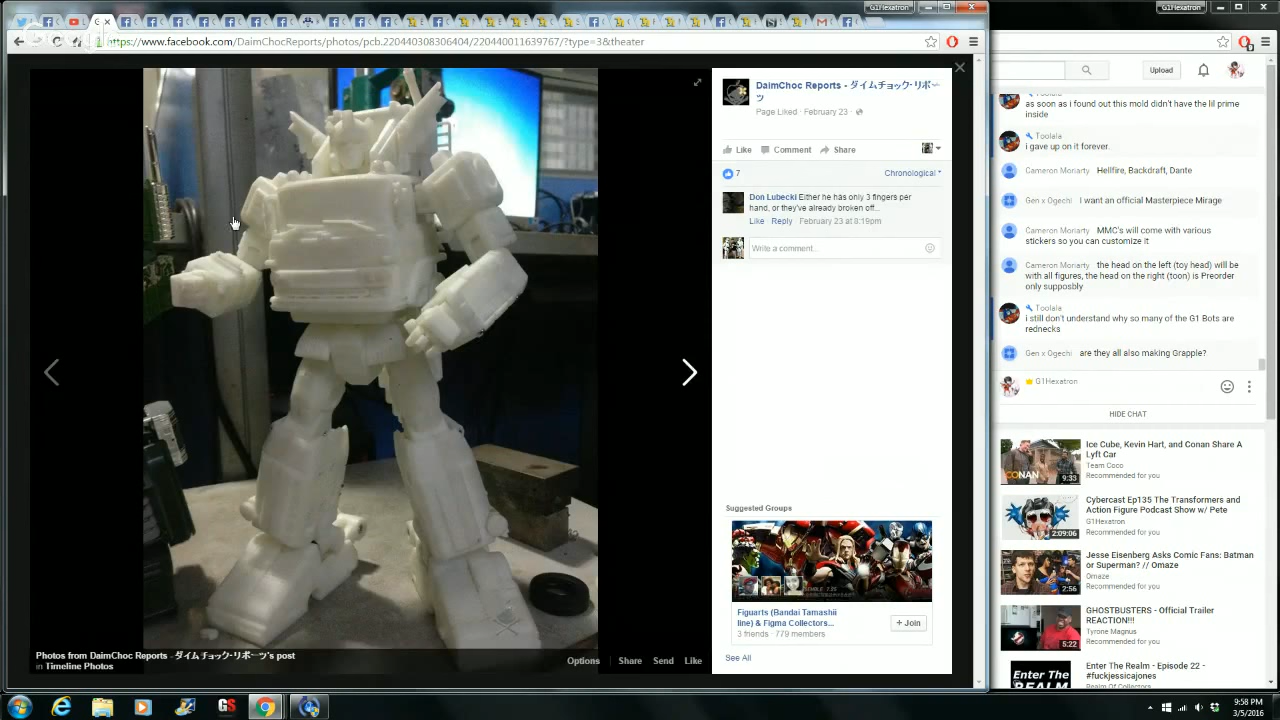 G1Hexatron
G1Hexatron
https://www.facebook.com/DaimChocReports/photos/pcb.220440308306404/220440011639767/?type=3&theater
DaimChoc Reports - ダイムチョック･リポー
ツ
Page Liked · February 23 ·
Like Comment Share
7 Chronological
Don Lubecki Either he has only 3 fingers per
hand, or they've already broken off...
Like · Reply · February 23 at 8:19pm
Write a comment...
Suggested Groups
Figuarts (Bandai Tamashii
line) & Figma Collectors...
3 friends · 779 members
+ Join
See All
Photos from DaimChoc Reports - ダイムチョック･リポーツ's post
in Timeline Photos
Options Share Send Like
Upload
Toolala
as soon as i found out this mold didn't have the lil prime
inside
Toolala
i gave up on it forever.
Cameron Moriarty Hellfire, Backdraft, Dante
Gen x Ogechi I want an official Masterpiece Mirage
Cameron Moriarty MMC's will come with various
stickers so you can customize it
Cameron Moriarty the head on the left (toy head) will be
with all figures, the head on the right (toon) is Preorder
only supposbly
Toolala
i still don't understand why so many of the G1 Bots are
rednecks
Gen x Ogechi are they all also making Grapple?
G1Hexatron
HIDE CHAT
Ice Cube, Kevin Hart, and Conan Share A
Lyft Car
Team Coco
Recommended for you
CONAN
9:33
Cybercast Ep135 The Transformers and
Action Figure Podcast Show w/ Pete
G1Hexatron
Recommended for you
2:09:06
Jesse Eisenberg Asks Comic Fans: Batman
or Superman? // Omaze
Omaze
Recommended for you
2:56
GHOSTBUSTERS - Official Trailer
REACTION!!!
Tyrone Magnus
Recommended for you
5:22
Enter The Realm - Episode 22 -
#fuckjessicajones
Realm Of Collectors
Enter The
REALM
GS
9:58 PM
3/5/2016